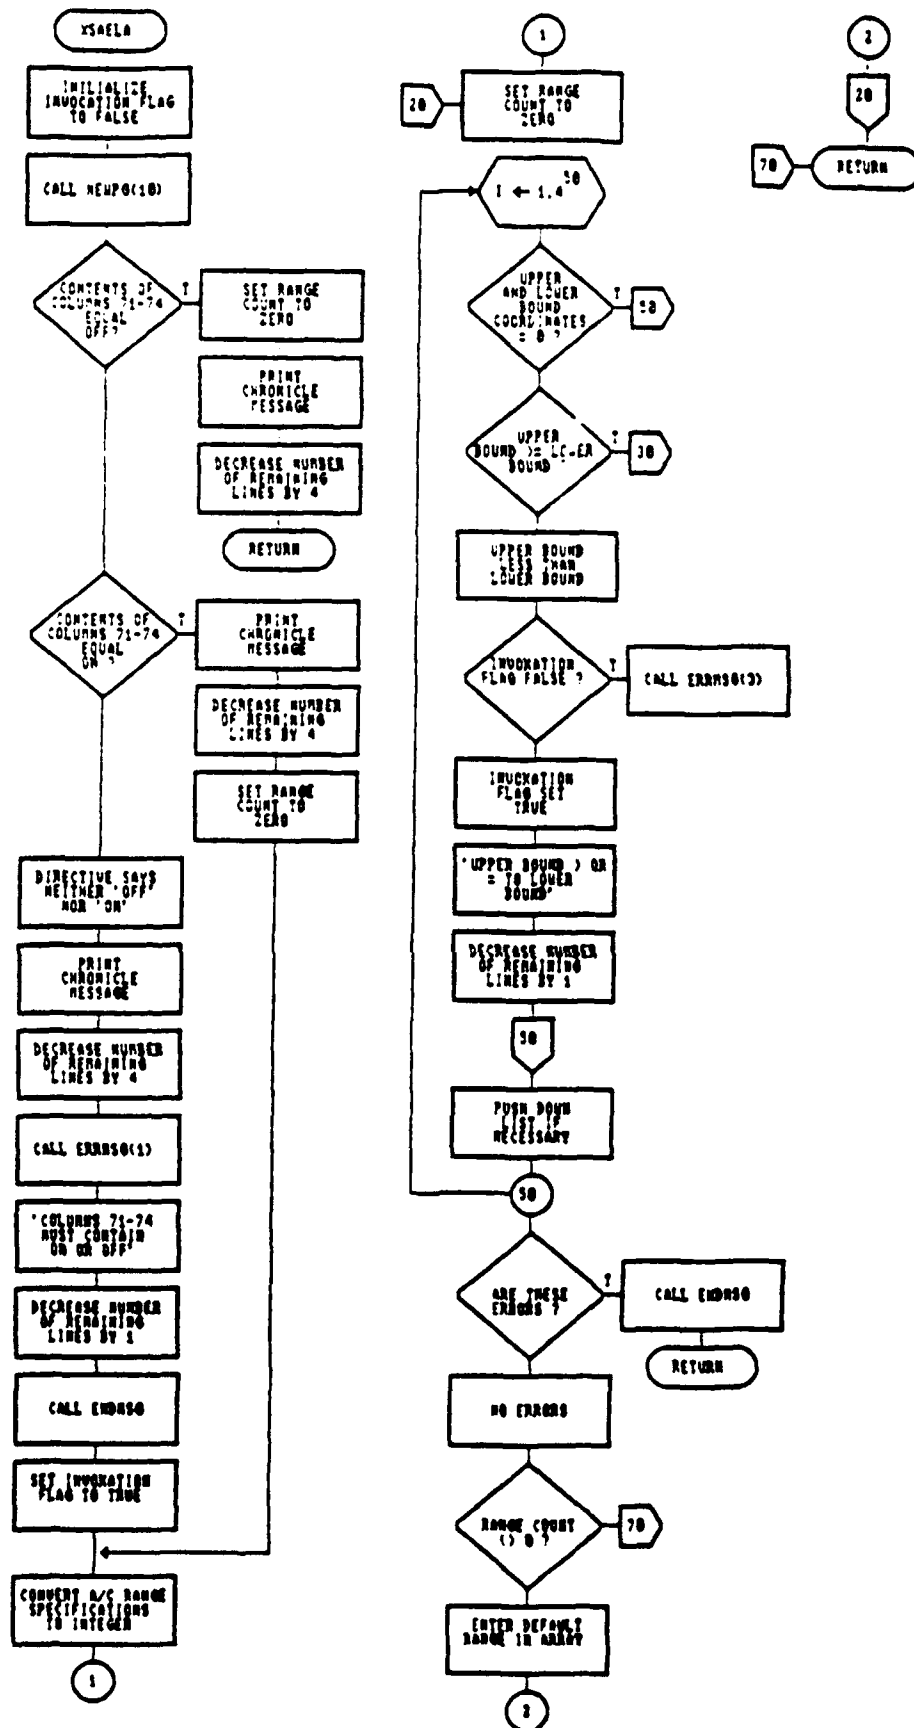 XSAELA
INITIALIZE
INVOCATION FLAG
TO FALSE
CALL NEWPG(10)
CONTENTS OF
COLUMNS 71-74
EQUAL
OFF?
T
SET RANGE
COUNT TO
ZERO
PRINT
CHRONICLE
MESSAGE
DECREASE NUMBER
OF REMAINING
LINES BY 4
RETURN
CONTENTS OF
COLUMNS 71-74
EQUAL
ON ?
T
PRINT
CHRONICLE
MESSAGE
DECREASE NUMBER
OF REMAINING
LINES BY 4
SET RANGE
COUNT TO
ZERO
DIRECTIVE SAYS
NEITHER 'OFF'
NOR 'ON'
PRINT
CHRONICLE
MESSAGE
DECREASE NUMBER
OF REMAINING
LINES BY 4
CALL ERRMSG(1)
'COLUMNS 71-74
MUST CONTAIN
ON OR OFF'
DECREASE NUMBER
OF REMAINING
LINES BY 1
CALL ENDMSG
SET INVOKATION
FLAG TO TRUE
CONVERT A/C RANGE
SPECIFICATIONS
TO INTEGER
1
1
20
SET RANGE
COUNT TO
ZERO
50
I ← 1,4
UPPER
AND LOWER
BOUND
COORDINATES
= 0 ?
T
50
UPPER
BOUND >= LOWER
BOUND
T
30
UPPER BOUND
LESS THAN
LOWER BOUND
INVOKATION
FLAG FALSE ?
T
CALL ERRMSG(3)
INVOKATION
FLAG SET
TRUE
'UPPER BOUND > OR
= TO LOWER
BOUND'
DECREASE NUMBER
OF REMAINING
LINES BY 1
30
PUSH DOWN
LIST IF
NECESSARY
50
ARE THESE
ERRORS ?
T
CALL ENDMSG
RETURN
NO ERRORS
RANGE COUNT
<> 0 ?
70
ENTER DEFAULT
RANGE IN ARRAY
2
2
20
70
RETURN